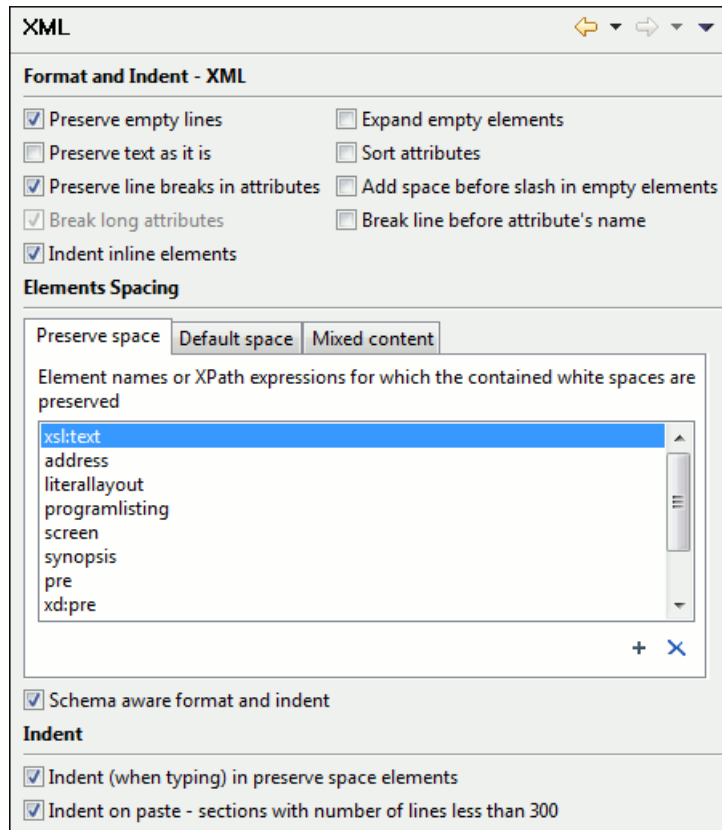 XML
Format and Indent - XML
Preserve empty lines
Expand empty elements
Preserve text as it is
Sort attributes
Preserve line breaks in attributes
Add space before slash in empty elements
Break long attributes
Break line before attribute's name
Indent inline elements
Elements Spacing
Preserve space
Default space
Mixed content
Element names or XPath expressions for which the contained white spaces are
preserved
xsl:text
address
literallayout
programlisting
screen
synopsis
pre
xd:pre
Schema aware format and indent
Indent
Indent (when typing) in preserve space elements
Indent on paste - sections with number of lines less than 300